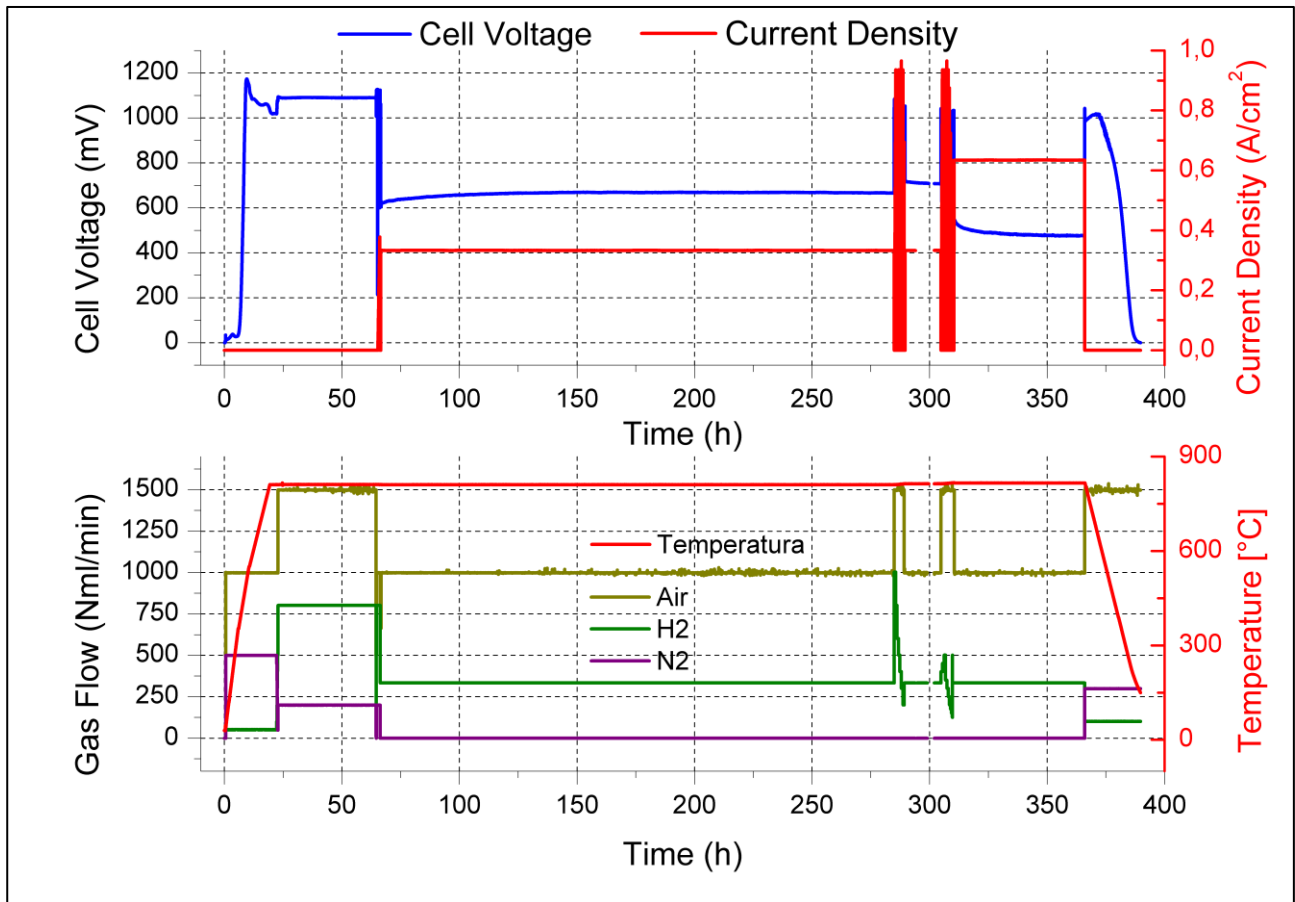 Cell Voltage Current Density
Cell Voltage (mV)
1200
1000
800
600
400
200
0
1,0
0,8
0,6
0,4
0,2
0,0
Current Density (A/cm²)
0 50 100 150 200 250 300 350 400
Time (h)
Gas Flow (Nml/min)
1500
1250
1000
750
500
250
0
Temperatura
Air
H2
N2
900
600
300
0
Temperature [°C]
0 50 100 150 200 250 300 350 400
Time (h)